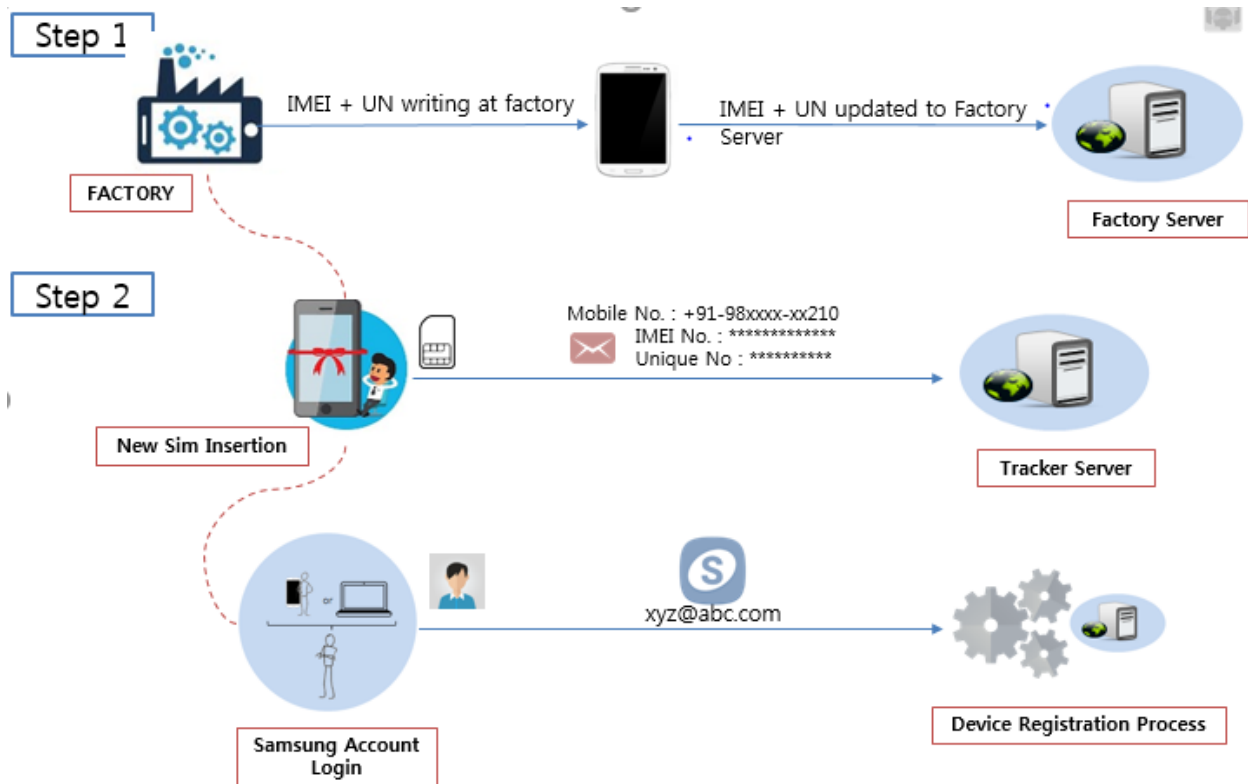 Step 1
IMEI + UN writing at factory
IMEI + UN updated to Factory
Server
FACTORY
Factory Server
Step 2
Mobile No. : +91-98xxxx-xx210
IMEI No. : *************
Unique No : **********
New Sim Insertion
Tracker Server
or
S
xyz@abc.com
Samsung Account
Login
Device Registration Process